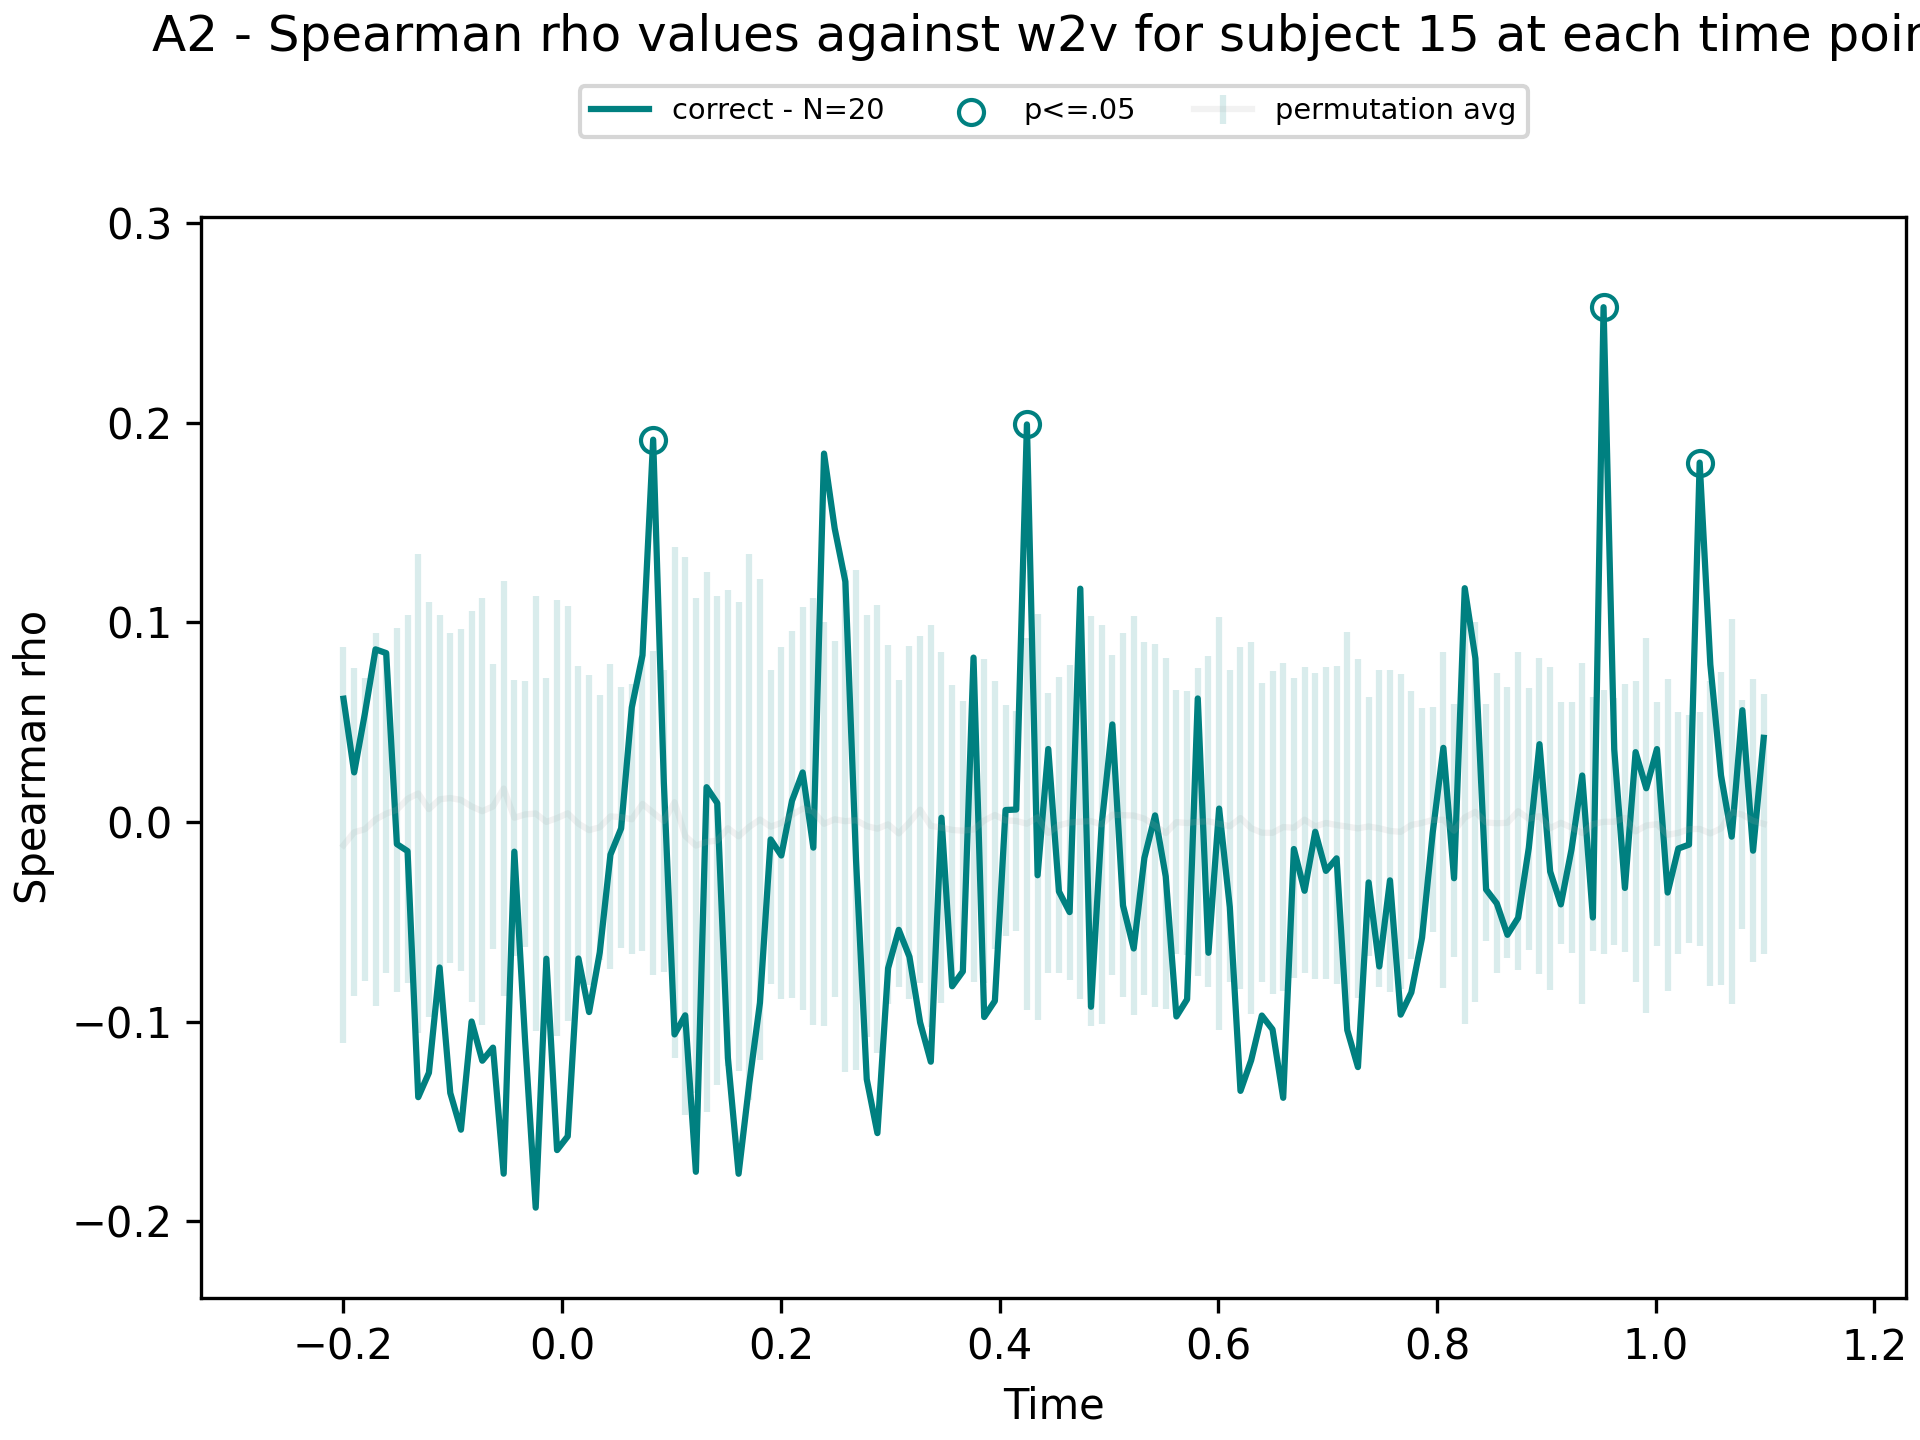 A2 - Spearman rho values against w2v for subject 15 at each time poin
correct - N=20 p<=.05 permutation avg
0.3
0.2
0.1
0.0
−0.1
−0.2
Spearman rho
−0.2 0.0 0.2 0.4 0.6 0.8 1.0 1.2
Time